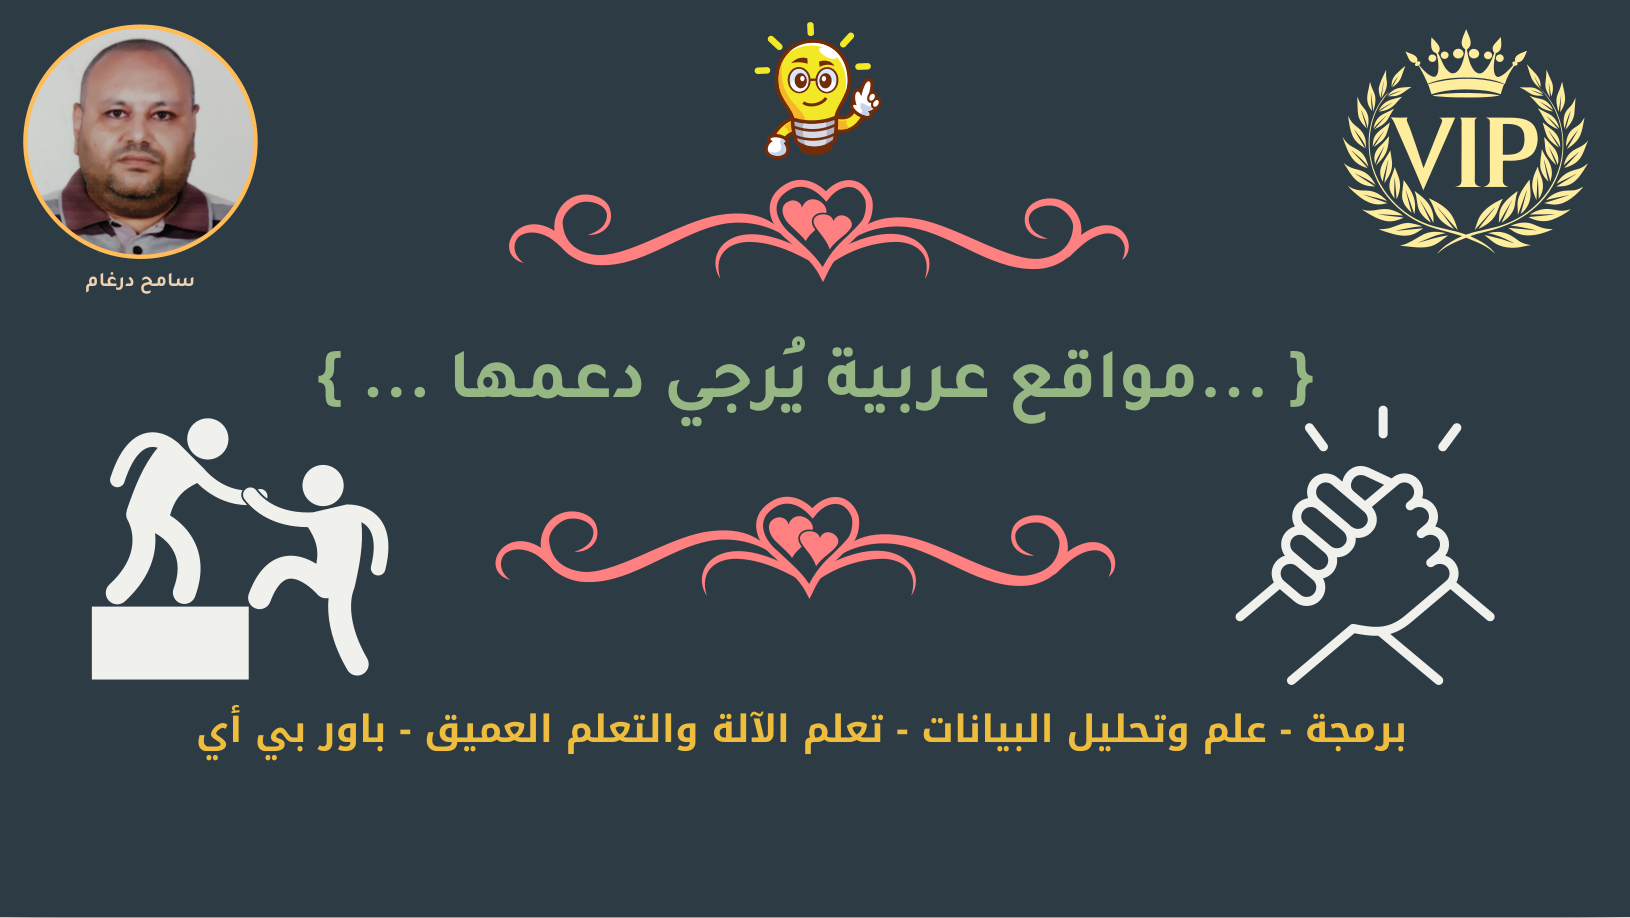 VIP
سامح درغام
{ ...مواقع عربية يُرجي دعمها ... }
برمجة - علم وتحليل البيانات - تعلم الآلة والتعلم العميق - باور بي أي